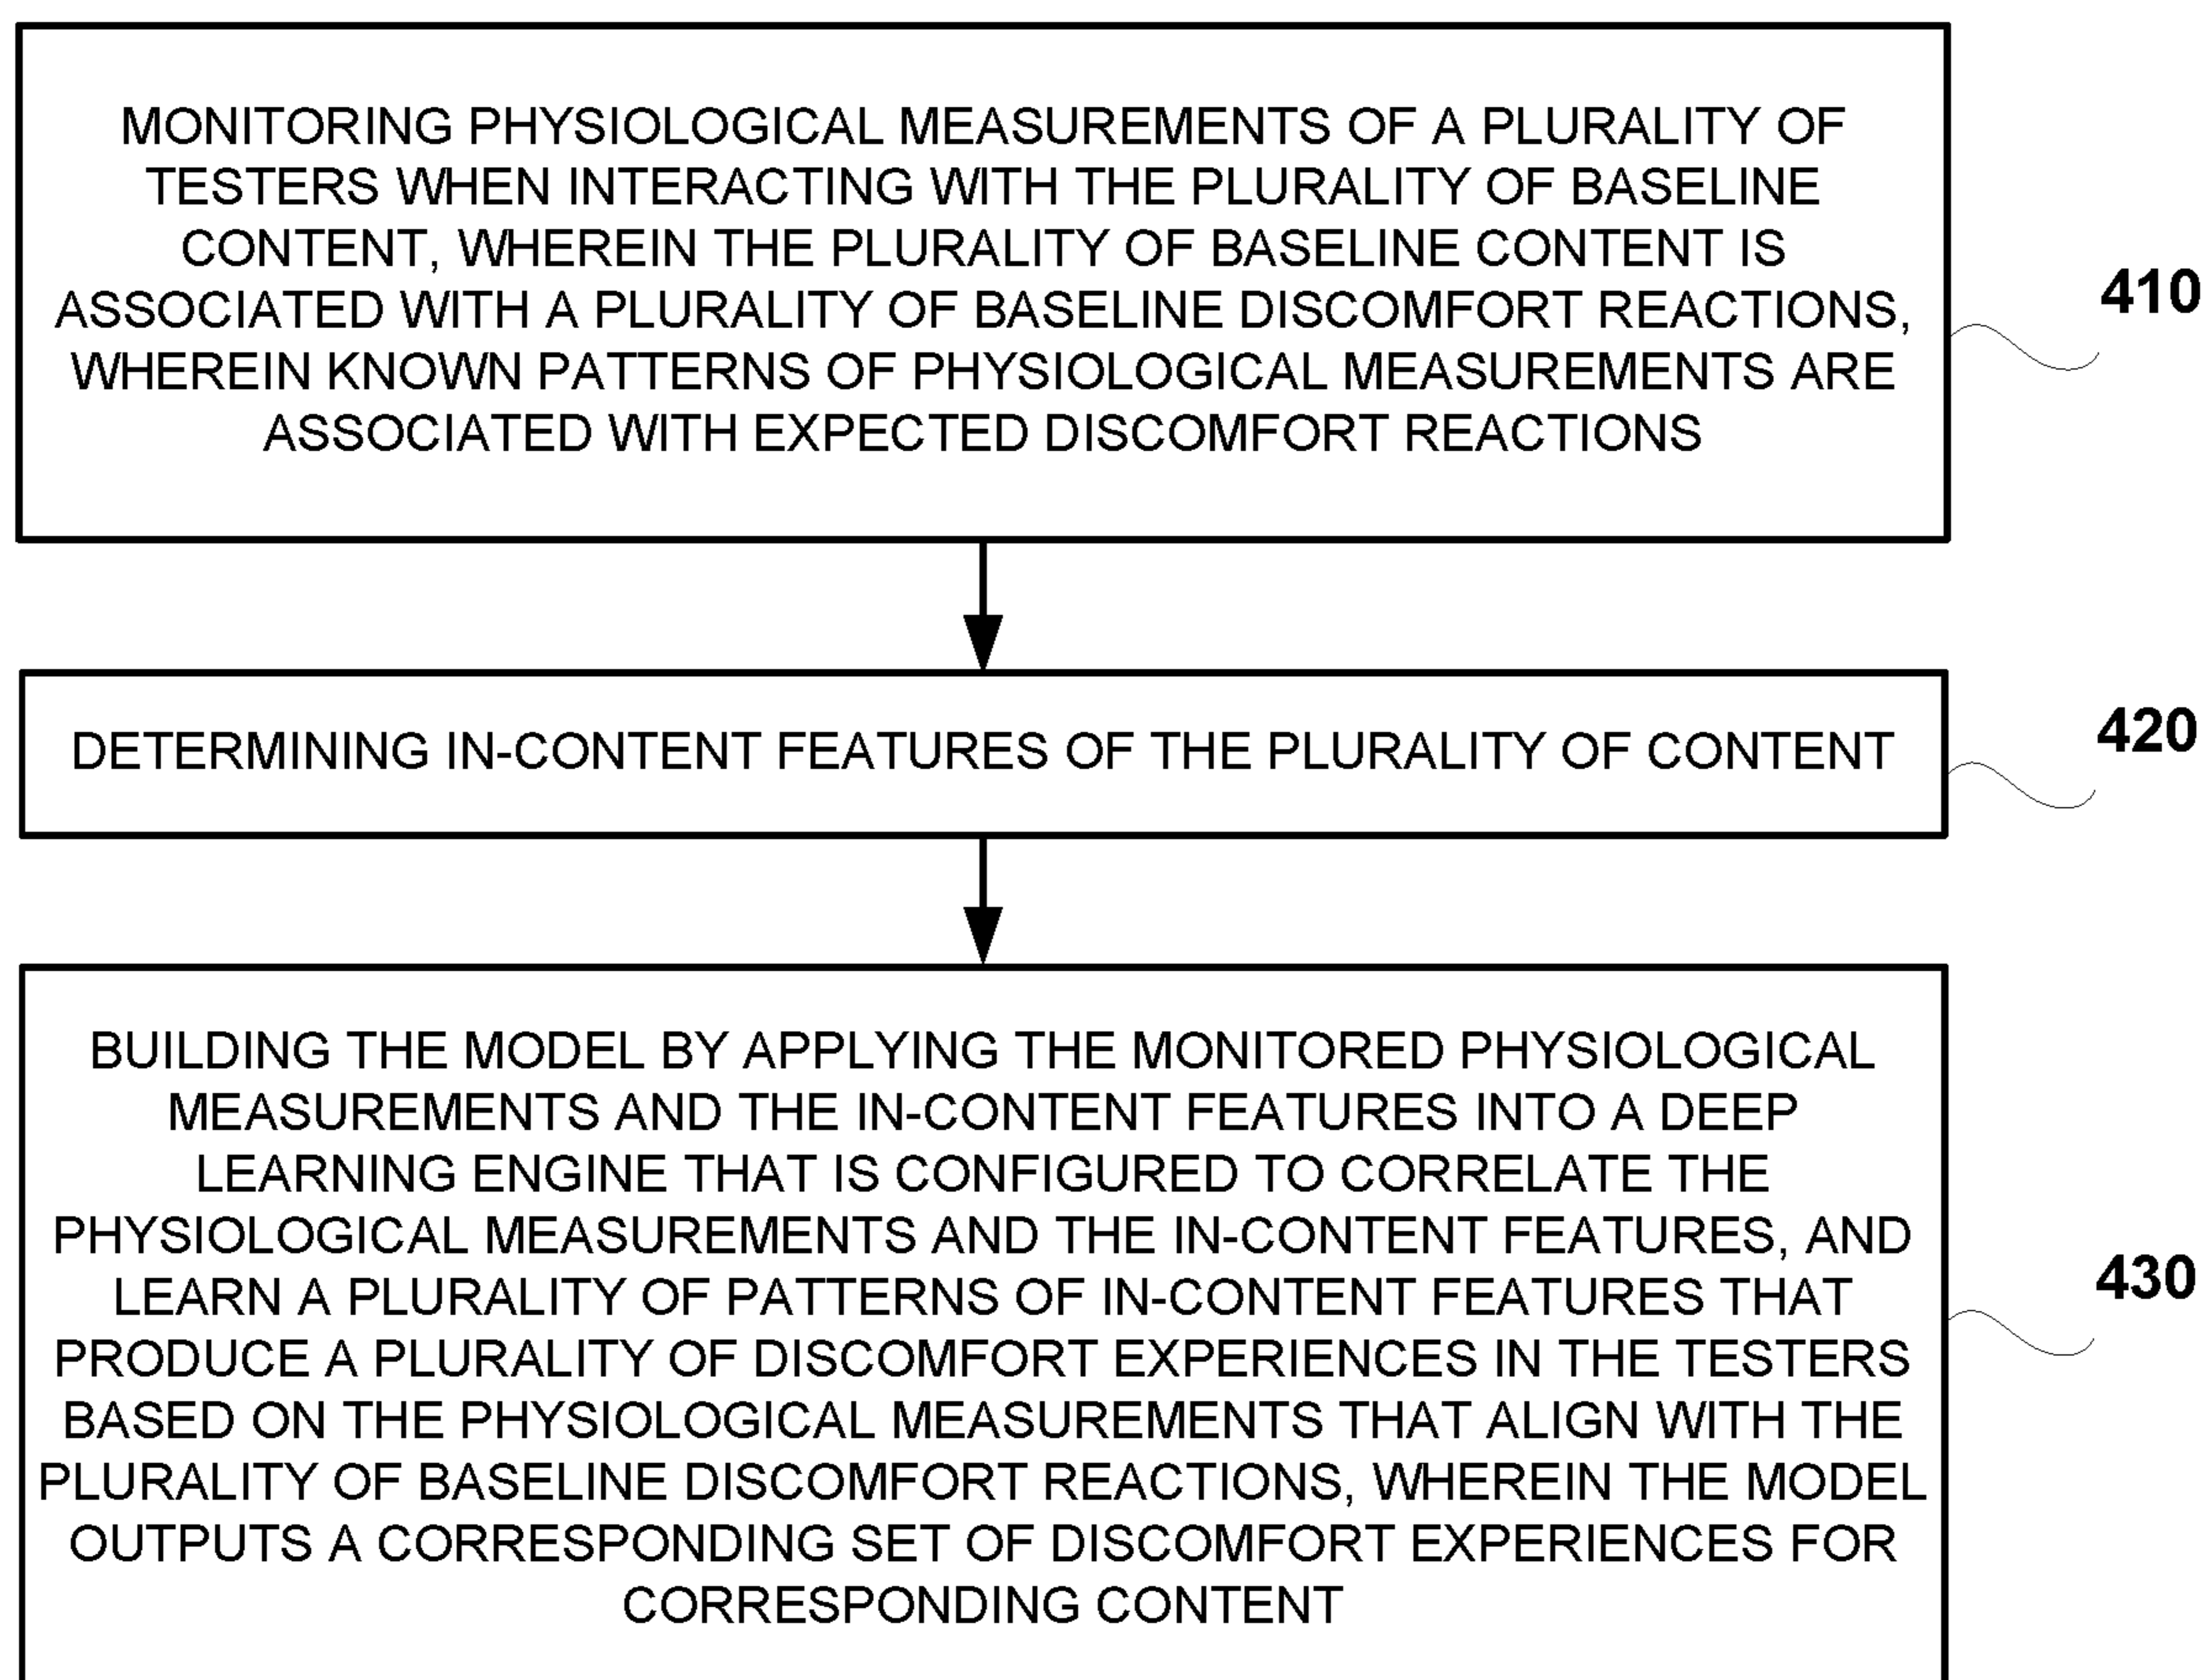 MONITORING PHYSIOLOGICAL MEASUREMENTS OF A PLURALITY OF
TESTERS WHEN INTERACTING WITH THE PLURALITY OF BASELINE
CONTENT, WHEREIN THE PLURALITY OF BASELINE CONTENT IS
ASSOCIATED WITH A PLURALITY OF BASELINE DISCOMFORT REACTIONS,
WHEREIN KNOWN PATTERNS OF PHYSIOLOGICAL MEASUREMENTS ARE
ASSOCIATED WITH EXPECTED DISCOMFORT REACTIONS
410
DETERMINING IN-CONTENT FEATURES OF THE PLURALITY OF CONTENT
420
BUILDING THE MODEL BY APPLYING THE MONITORED PHYSIOLOGICAL
MEASUREMENTS AND THE IN-CONTENT FEATURES INTO A DEEP
LEARNING ENGINE THAT IS CONFIGURED TO CORRELATE THE
PHYSIOLOGICAL MEASUREMENTS AND THE IN-CONTENT FEATURES, AND
LEARN A PLURALITY OF PATTERNS OF IN-CONTENT FEATURES THAT
PRODUCE A PLURALITY OF DISCOMFORT EXPERIENCES IN THE TESTERS
BASED ON THE PHYSIOLOGICAL MEASUREMENTS THAT ALIGN WITH THE
PLURALITY OF BASELINE DISCOMFORT REACTIONS, WHEREIN THE MODEL
OUTPUTS A CORRESPONDING SET OF DISCOMFORT EXPERIENCES FOR
CORRESPONDING CONTENT
430